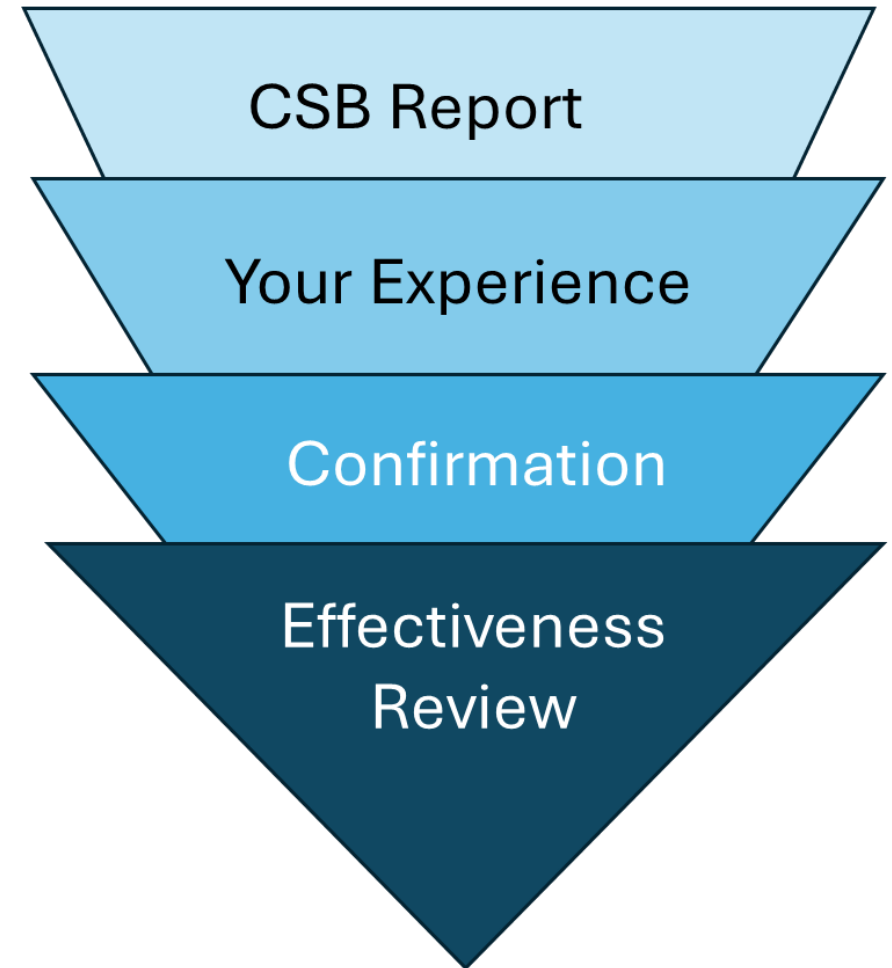 CSB Report
Your Experience
Confirmation
Effectiveness
Review